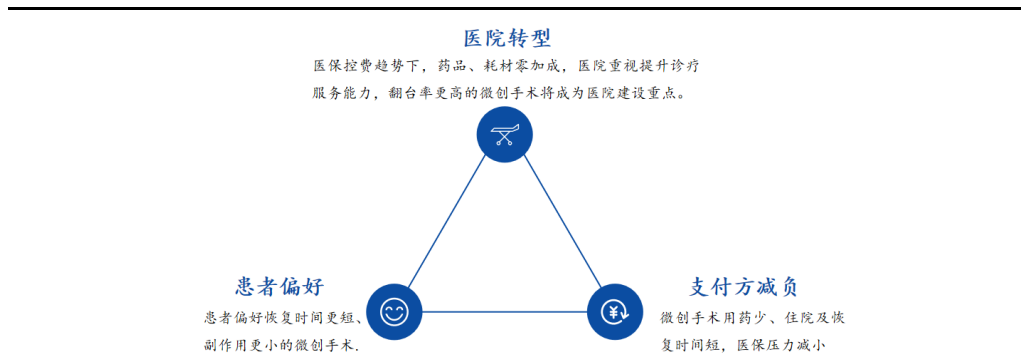 医院转型
医保控费趋势下，药品、耗材零加成，医院重视提升诊疗
服务能力，翻台率更高的微创手术将成为医院建设重点。
患者偏好
患者偏好恢复时间更短、
副作用更小的微创手术.
支付方减负
微创手术用药少、住院及恢
复时间短，医保压力减小
¥